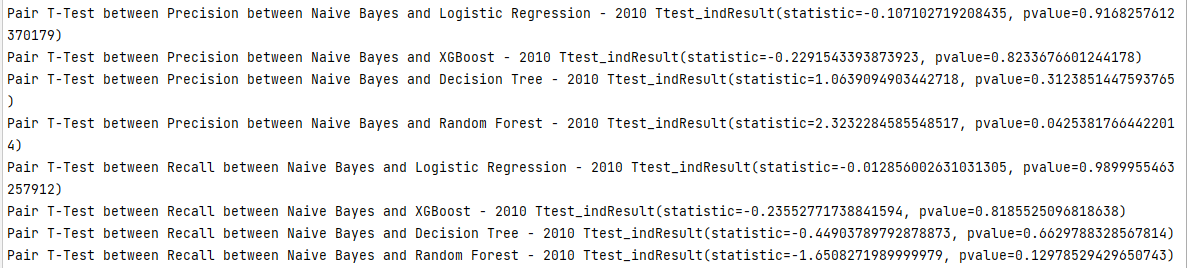 Pair T-Test between Precision between Naive Bayes and Logistic Regression - 2010 Ttest_indResult(statistic=-0.107102719208435, pvalue=0.9168257612
370179)
Pair T-Test between Precision between Naive Bayes and XGBoost - 2010 Ttest_indResult(statistic=-0.2291543393873923, pvalue=0.8233676601244178)
Pair T-Test between Precision between Naive Bayes and Decision Tree - 2010 Ttest_indResult(statistic=1.0639094903442718, pvalue=0.3123851447593765
)
Pair T-Test between Precision between Naive Bayes and Random Forest - 2010 Ttest_indResult(statistic=2.3232284585548517, pvalue=0.0425381766442201
4)
Pair T-Test between Recall between Naive Bayes and Logistic Regression - 2010 Ttest_indResult(statistic=-0.012856002631031305, pvalue=0.9899955463
257912)
Pair T-Test between Recall between Naive Bayes and XGBoost - 2010 Ttest_indResult(statistic=-0.23552771738841594, pvalue=0.8185525096818638)
Pair T-Test between Recall between Naive Bayes and Decision Tree - 2010 Ttest_indResult(statistic=-0.44903789792878873, pvalue=0.6629788328567814)
Pair T-Test between Recall between Naive Bayes and Random Forest - 2010 Ttest_indResult(statistic=-1.6508271989999979, pvalue=0.12978529429650743)